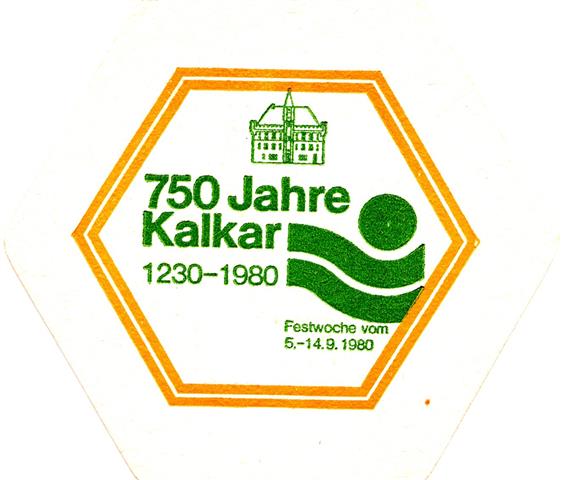 750 Jahre
Kalkar
1230-1980
Festwoche vom
5.-14.9.1980